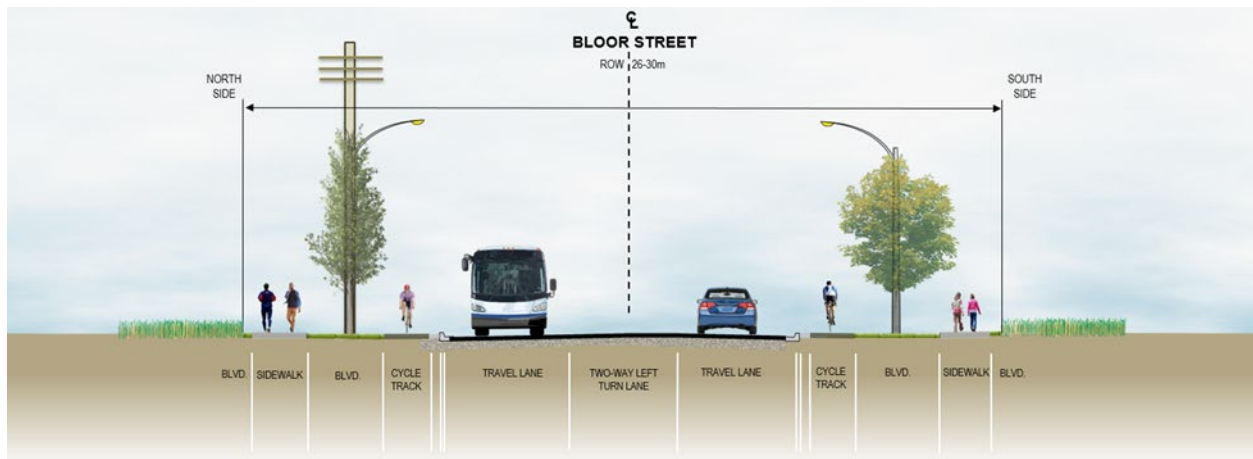 ℄
BLOOR STREET
ROW 26-30m
NORTH
SIDE
SOUTH
SIDE
BLVD.
SIDEWALK
BLVD.
CYCLE
TRACK
TRAVEL LANE
TWO-WAY LEFT
TURN LANE
TRAVEL LANE
CYCLE
TRACK
BLVD.
SIDEWALK
BLVD.